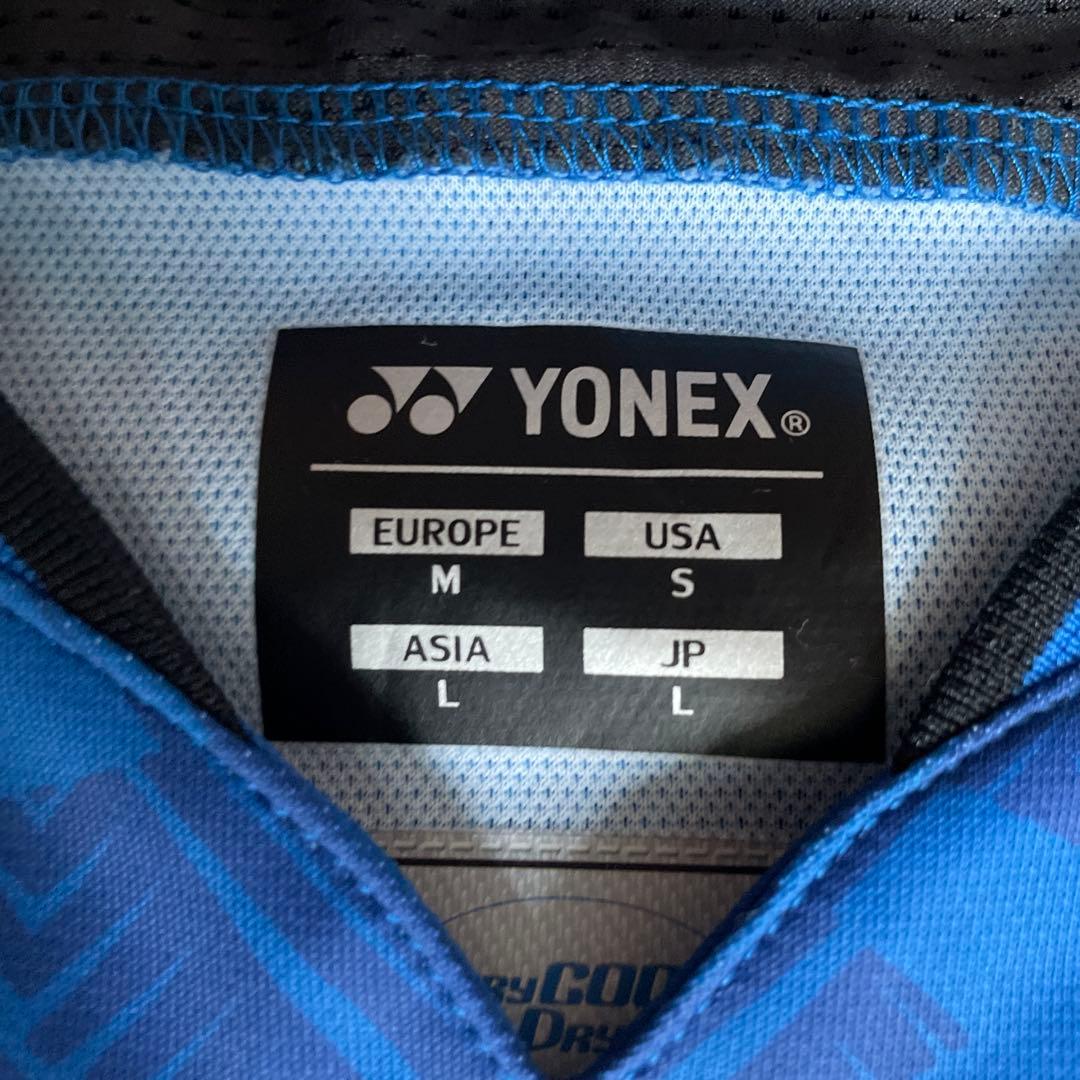 YONEX®
EUROPE USA
M S
ASIA JP
L L